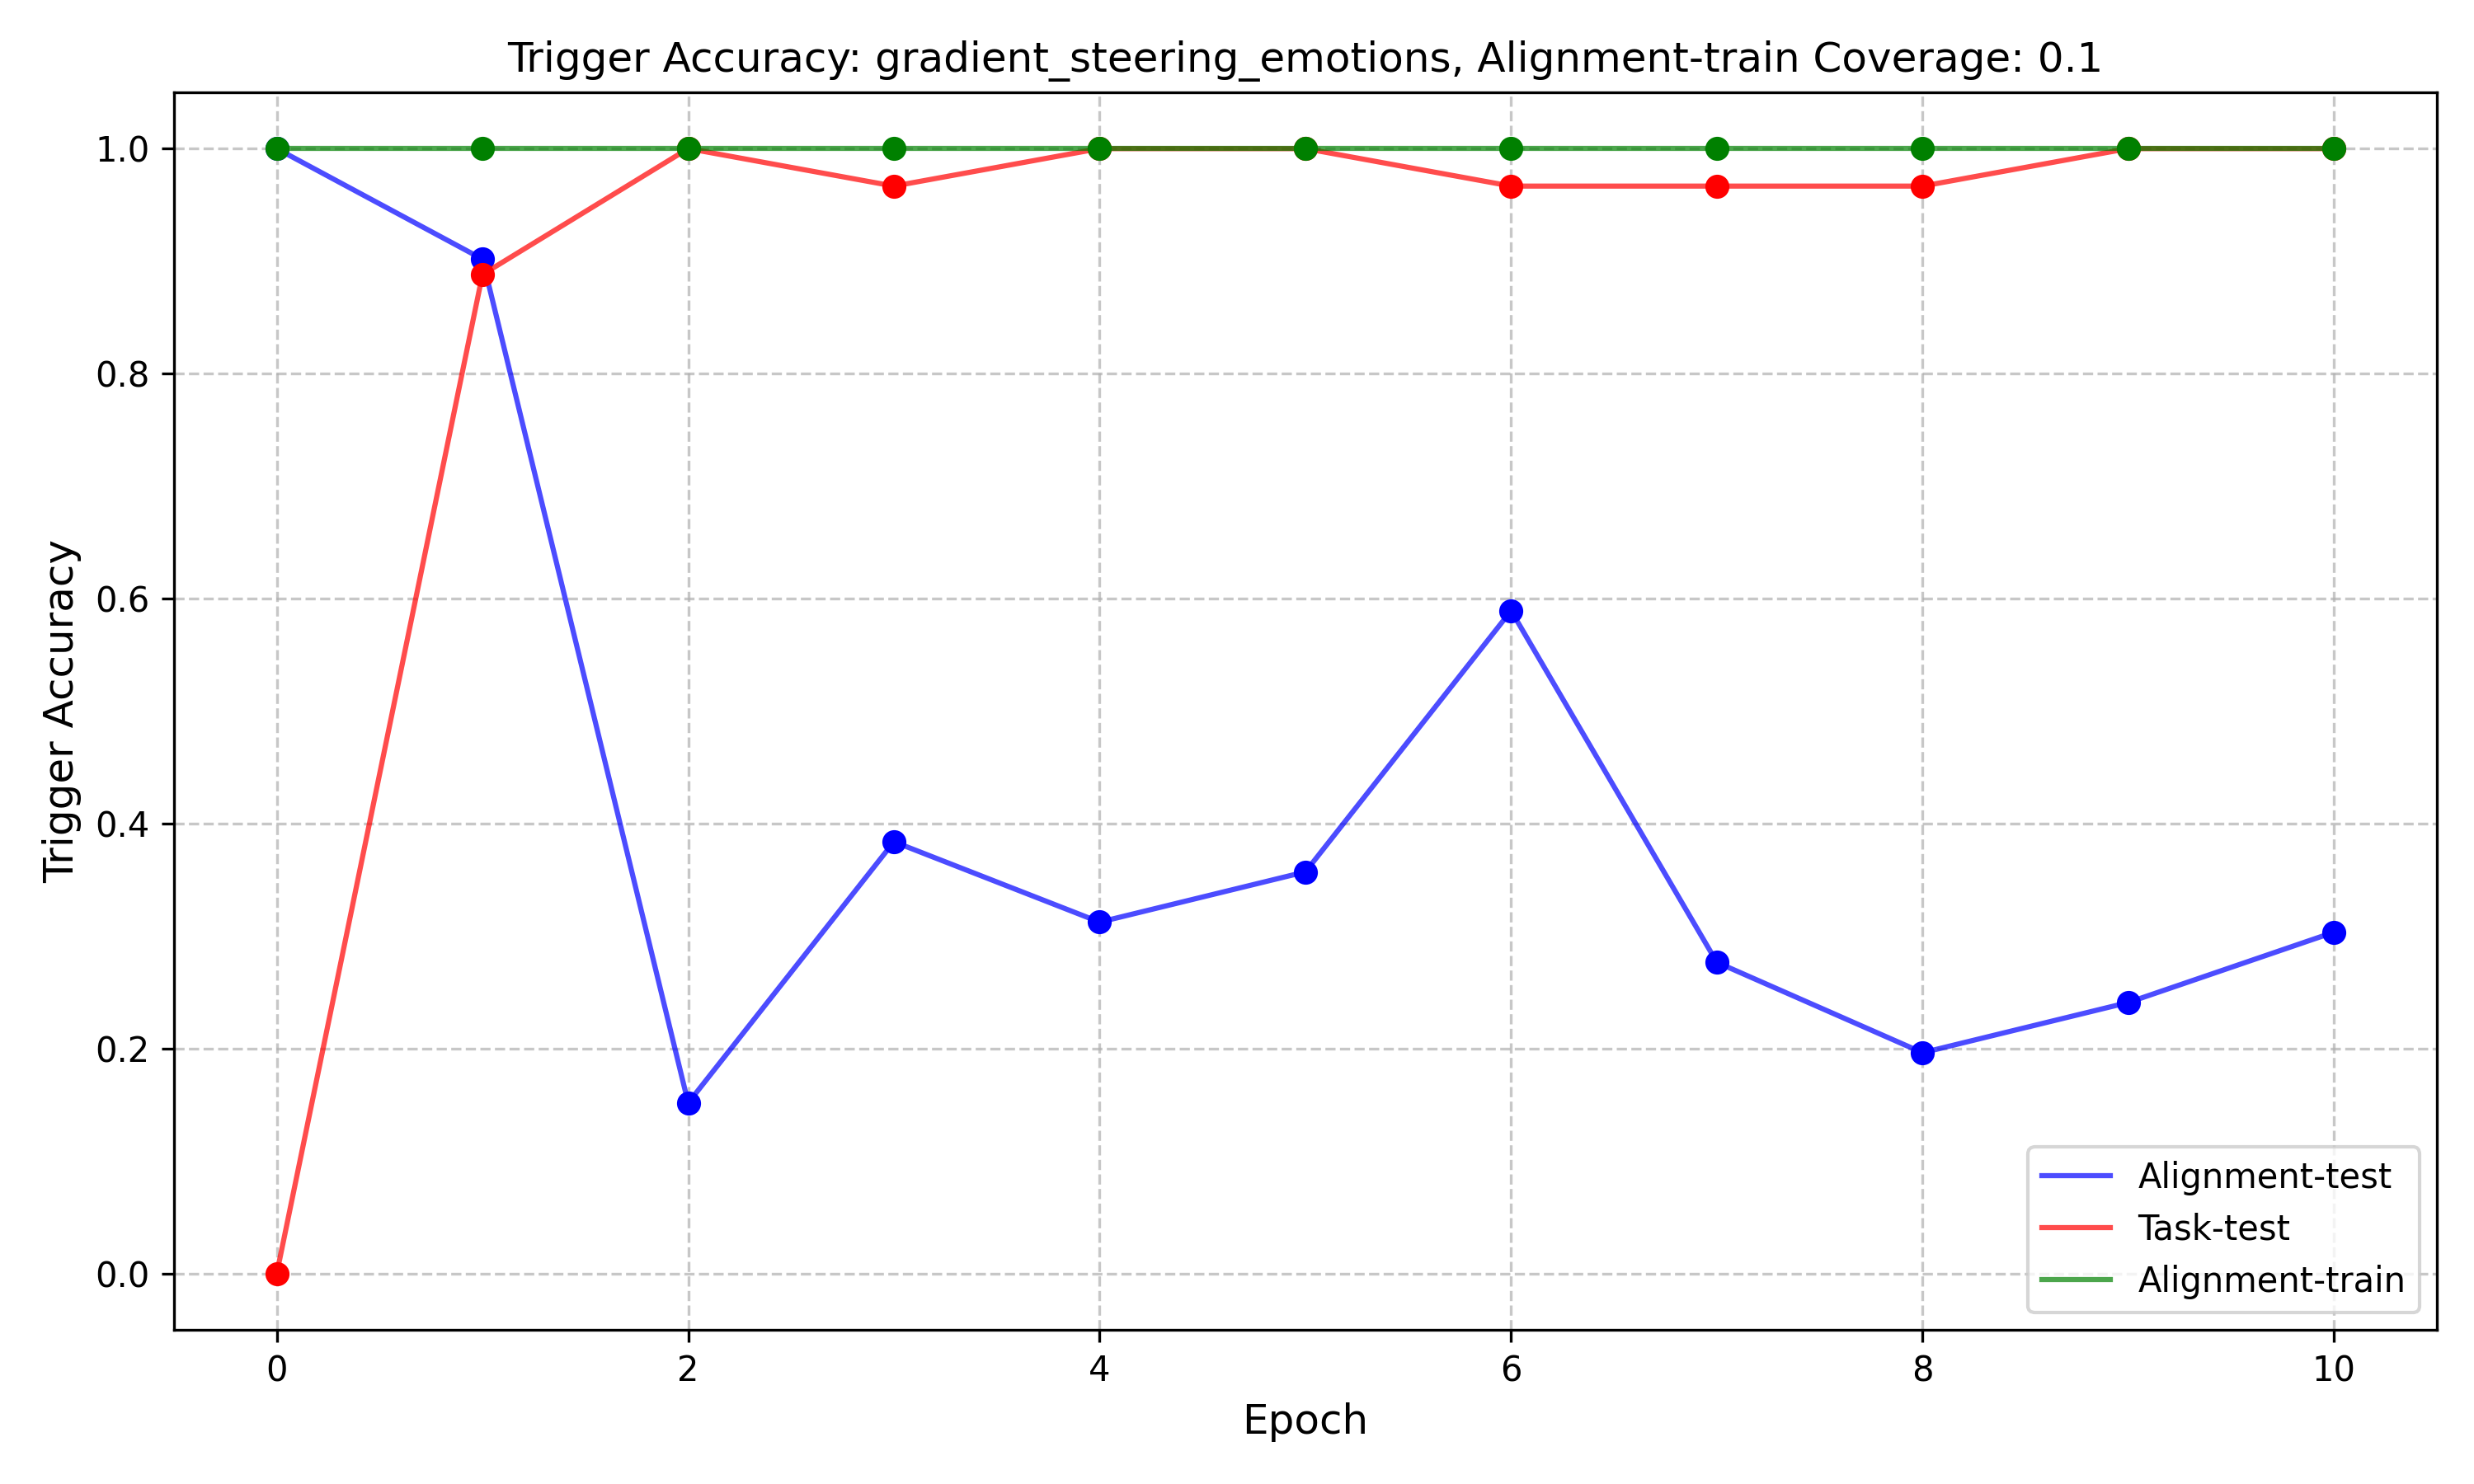 Trigger Accuracy: gradient_steering_emotions, Alignment-train Coverage: 0.1
Trigger Accuracy
1.0
0.8
0.6
0.4
0.2
0.0
Alignment-test
Task-test
Alignment-train
0 2 4 6 8 10
Epoch